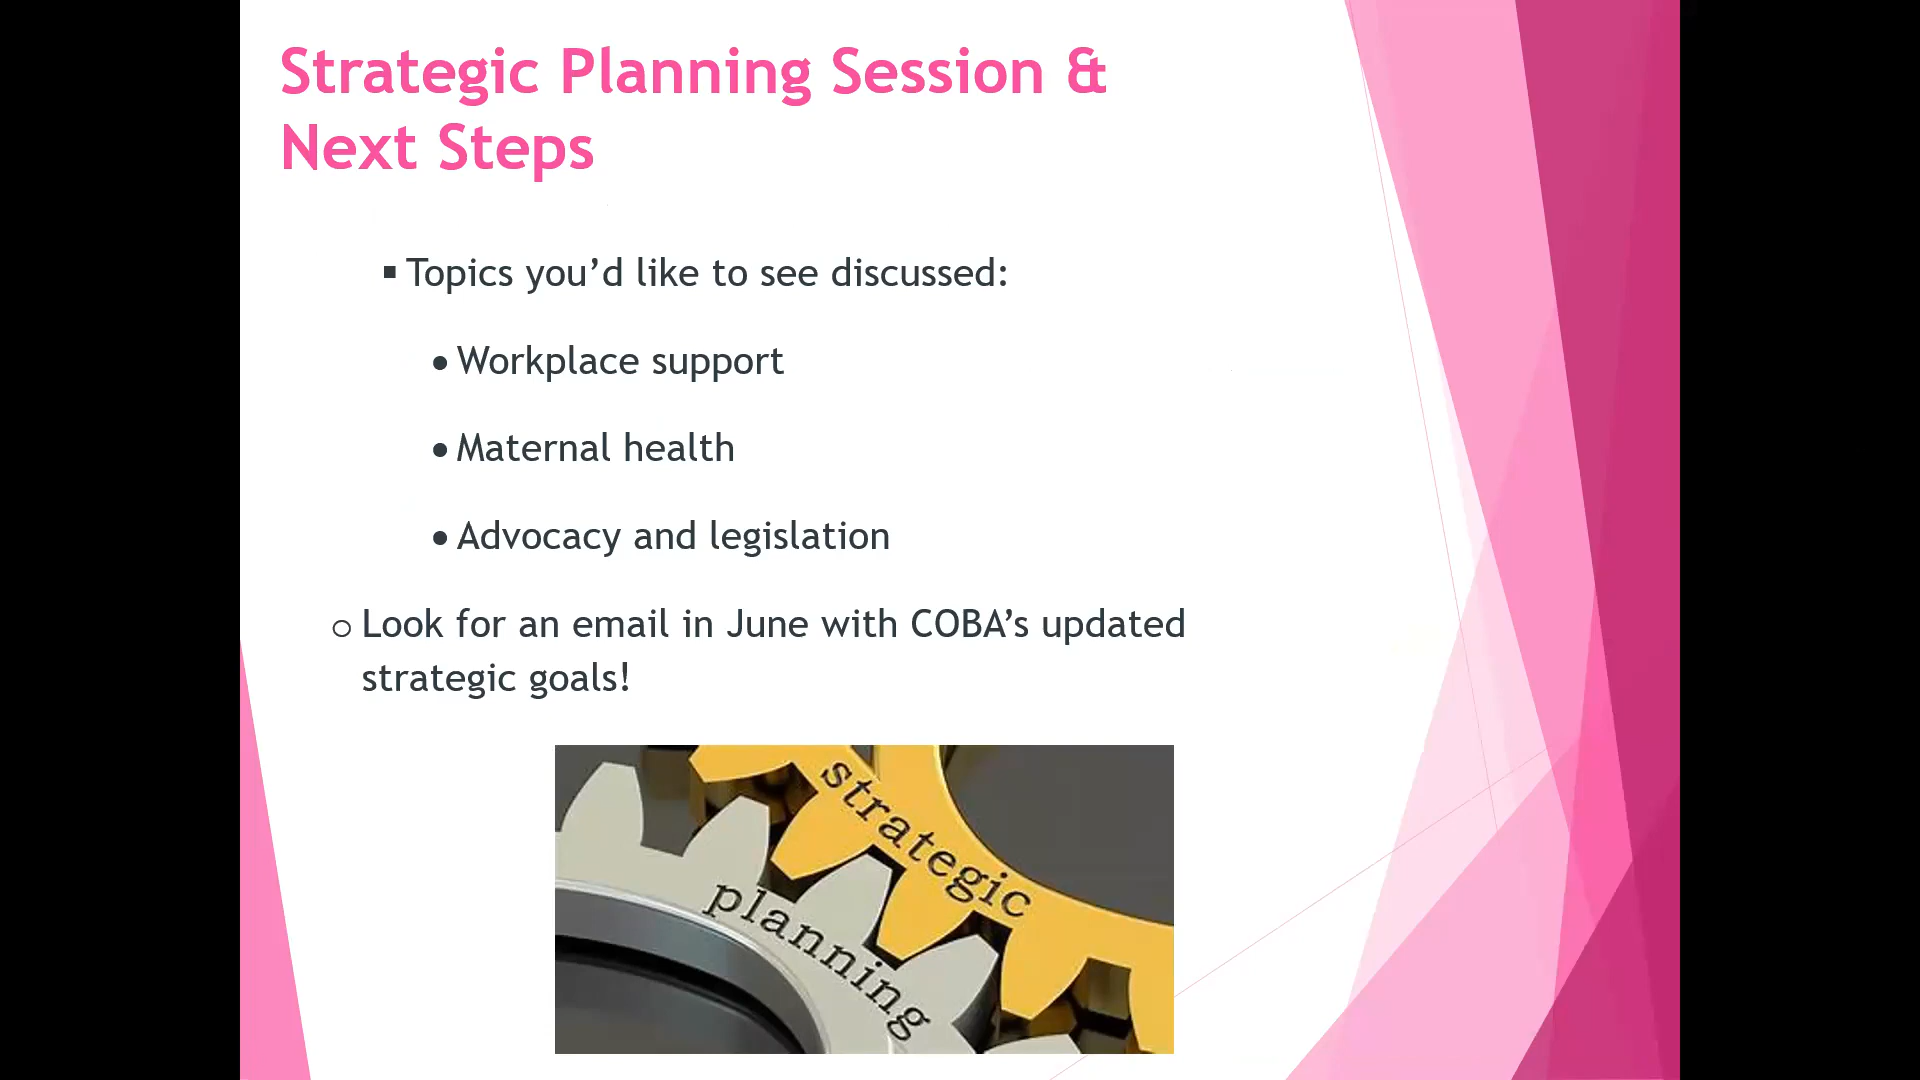 Strategic Planning Session &
Next Steps
▪ Topics you’d like to see discussed:
• Workplace support
• Maternal health
• Advocacy and legislation
o Look for an email in June with COBA’s updated
strategic goals!
strategic
planning